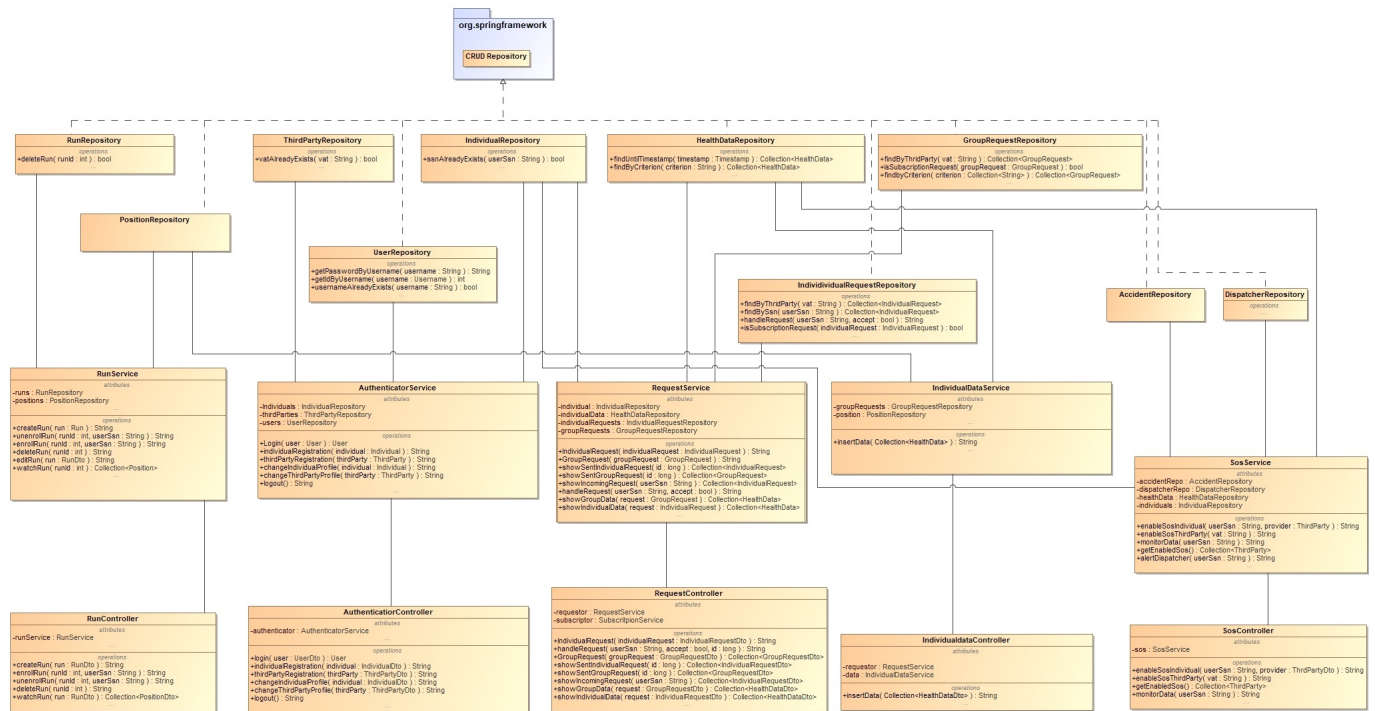 org.springframework
CRUD Repository
RunRepository
operations
+deleteRun( runId : int ) : bool
ThirdPartyRepository
operations
+vatAlreadyExists( vat : String ) : bool
...
IndividualRepository
operations
+ssnAlreadyExists( userSsn : String ) : bool
...
HealthDataRepository
operations
+findUntilTimestamp( timestamp : Timestamp ) : Collection<HealthData>
+findByCriterion( criterion : String ) : Collection<HealthData>
...
GroupRequestRepository
operations
+findByThridParty( vat : String ) : Collection<GroupRequest>
+isSubscriptionRequest( groupRequest : GroupRequest ) : bool
+findbyCriterion( criterion : Collection<String> ) : Collection<GroupRequest>
...
PositionRepository
UserRepository
operations
+getPasswordByUsername( username : String ) : String
+getIdByUsername( username : Username ) : int
+usernameAlreadyExists( username : String ) : bool
...
IndivididualRequestRepository
operations
+findByThridParty( vat : String ) : Collection<IndividualRequest>
+findBySsn( userSsn : String ) : Collection<IndividualRequest>
+handleRequest( userSsn : String, accept : bool ) : String
+isSubscriptionRequest( individualRequest : IndividualRequest ) : bool
...
AccidentRepository
DispatcherRepository
operations
...
RunService
attributes
-runs : RunRepository
-positions : PositionRepository
...
operations
+createRun( run : Run ) : String
+unenrollRun( runId : int, userSsn : String ) : String
+enrollRun( runId : int, userSsn : String ) : String
+deleteRun( runId : int ) : String
+editRun( run : RunDto ) : String
+watchRun( runId : int ) : Collection<Position>
...
AuthenticatorService
attributes
-individuals : IndividualRepository
-thirdParties : ThirdPartyRepository
-users : UserRepository
...
operations
+Login( user : User ) : User
+individualRegistration( individual : Individual ) : String
+thirdPartyRegistration( thirdParty : ThirdParty ) : String
+changeIndividualProfile( individual : Individual ) : String
+changeThirdPartyProfile( thirdParty : ThirdParty ) : String
+logout() : String
...
RequestService
attributes
-individual : IndividualRepository
-individualData : HealthDataRepository
-individualRequests : IndividualRequestRepository
-groupRequests : GroupRequestRepository
...
operations
+IndividualRequest( individualRequest : IndividualRequest ) : String
+GroupRequest( groupRequest : GroupRequest ) : String
+showSentIndividualRequest( id : long ) : Collection<IndividualRequest>
+showSentGroupRequest( id : long ) : Collection<GroupRequest>
+showIncomingRequest( userSsn : String ) : Collection<IndividualRequest>
+handleRequest( userSsn : String, accept : bool ) : String
+showGroupData( request : GroupRequest ) : Collection<HealthData>
+showIndividualData( request : IndividualRequest ) : Collection<HealthData>
...
IndividualDataService
attributes
-groupRequests : GroupRequestRepository
-position : PositionRepository
...
operations
+insertData( Collection<HealthData> ) : String
...
SosService
attributes
-accidentRepo : AccidentRepository
-dispatcherRepo : DispatcherRepository
-healthData : HealthDataRepository
-individuals : IndividualRepository
operations
+enableSosIndividual( userSsn : String, provider : ThirdParty ) : String
+enableSosThirdParty( vat : String ) : String
+monitorData( userSsn : String ) : String
+getEnabledSos() : Collection<ThirdParty>
+alertDispatcher( userSsn : String ) : String
...
RunController
attributes
-runService : RunService
...
operations
+createRun( run : RunDto ) : String
+enrollRun( runId : int, userSsn : String ) : String
+unenrollRun( runId : int, userSsn : String ) : String
+deleteRun( runId : int ) : String
+watchRun( run : RunDto ) : Collection<PositionDto>
...
AuthenticatiorController
attributes
-authenticator : AuthenticatorService
...
operations
+login( user : UserDto ) : User
+individualRegistration( individual : IndividualDto ) : String
+thirdPartyRegistration( thirdParty : ThirdPartyDto ) : String
+changeIndividualProfile( individual : IndividualDto ) : String
+changeThirdPartyProfile( thirdParty : ThirdPartyDto ) : String
+logout() : String
...
RequestController
attributes
-requestor : RequestService
-subscriptor : SubscritpionService
...
operations
+individualRequest( individualRequest : IndividualRequestDto ) : String
+handleRequest( userSsn : String, accept : bool, id : long ) : String
+GroupRequest( groupRequest : GroupRequestDto ) : Collection<GroupRequestDto>
+showSentIndividualRequest( id : long ) : Collection<IndividualRequestDto>
+showSentGroupRequest( id : long ) : Collection<GroupRequestDto>
+showIncomingRequest( userSsn : String ) : Collection<IndividualRequestDto>
+showGroupData( request : GroupRequestDto ) : Collection<HealthDataDto>
+showIndividualData( request : IndividualRequestDto ) : Collection<HealthDataDto>
...
IndividualdataController
attributes
-requestor : RequestService
-data : IndividualDataService
operations
+insertData( Collection<HealthDataDto> ) : String
...
SosController
attributes
-sos : SosService
operations
+enableSosIndividual( userSsn : String, provider : ThirdPartyDto ) : String
+enableSosThirdParty( vat : String ) : String
+getEnabledSos() : Collection<ThirdParty>
+monitorData( userSsn : String ) : String
...